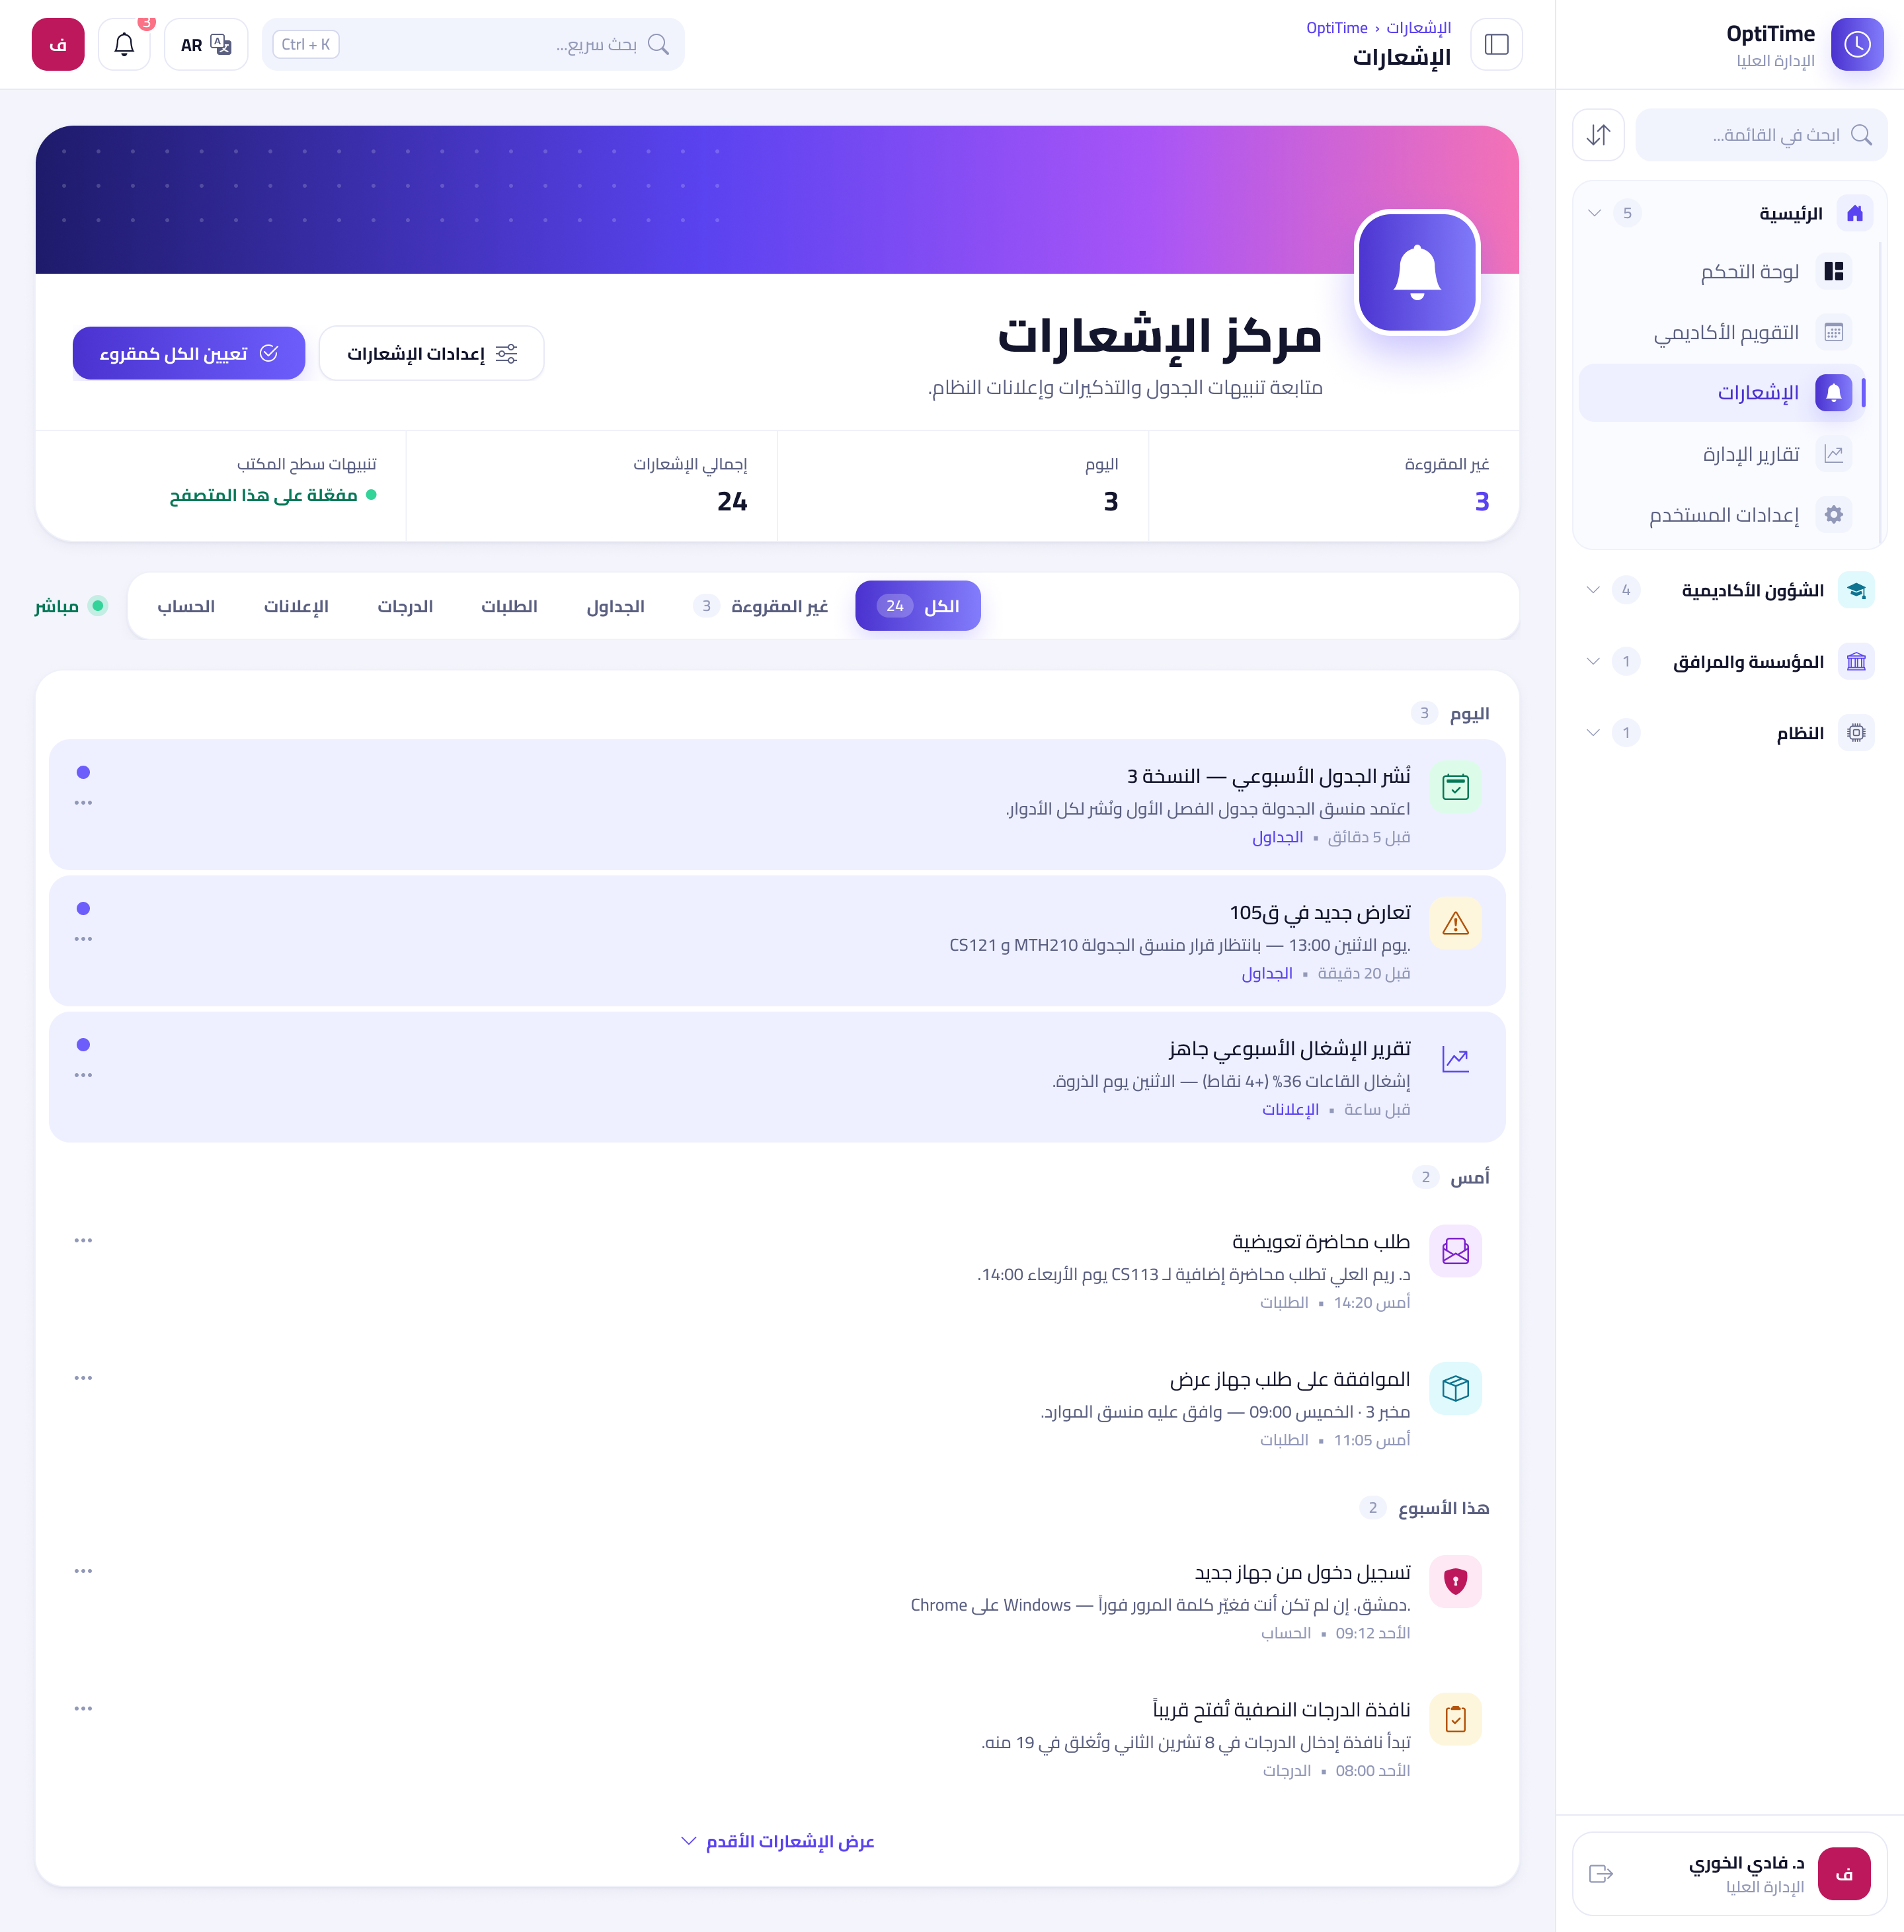 OptiTime
الإدارة العليا
ابحث في القائمة...
الرئيسية 5
لوحة التحكم
التقويم الأكاديمي
الإشعارات
تقارير الإدارة
إعدادات المستخدم
الشؤون الأكاديمية 4
المؤسسة والمرافق 1
النظام 1
د. فادي الخوري
الإدارة العليا
ف
OptiTime › الإشعارات
الإشعارات
بحث سريع...
Ctrl + K
AR
3
ف
مركز الإشعارات
متابعة تنبيهات الجدول والتذكيرات وإعلانات النظام.
إعدادات الإشعارات
تعيين الكل كمقروء
غير المقروءة
3
اليوم
3
إجمالي الإشعارات
24
تنبيهات سطح المكتب
مفعّلة على هذا المتصفح
الكل 24
غير المقروءة 3
الجداول
الطلبات
الدرجات
الإعلانات
الحساب
مباشر
اليوم 3
نُشر الجدول الأسبوعي — النسخة 3
اعتمد منسق الجدولة جدول الفصل الأول ونُشر لكل الأدوار.
قبل 5 دقائق • الجداول
تعارض جديد في ق105
CS121 و MTH210 يوم الاثنين 13:00 — بانتظار قرار منسق الجدولة.
قبل 20 دقيقة • الجداول
تقرير الإشغال الأسبوعي جاهز
إشغال القاعات 36% (+4 نقاط) — الاثنين يوم الذروة.
قبل ساعة • الإعلانات
أمس 2
طلب محاضرة تعويضية
د. ريم العلي تطلب محاضرة إضافية لـ CS113 يوم الأربعاء 14:00.
أمس 14:20 • الطلبات
الموافقة على طلب جهاز عرض
مخبر 3 · الخميس 09:00 — وافق عليه منسق الموارد.
أمس 11:05 • الطلبات
هذا الأسبوع 2
تسجيل دخول من جهاز جديد
Chrome على Windows — دمشق. إن لم تكن أنت فغيّر كلمة المرور فوراً.
الأحد 09:12 • الحساب
نافذة الدرجات النصفية تُفتح قريباً
تبدأ نافذة إدخال الدرجات في 8 تشرين الثاني وتُغلق في 19 منه.
الأحد 08:00 • الدرجات
عرض الإشعارات الأقدم